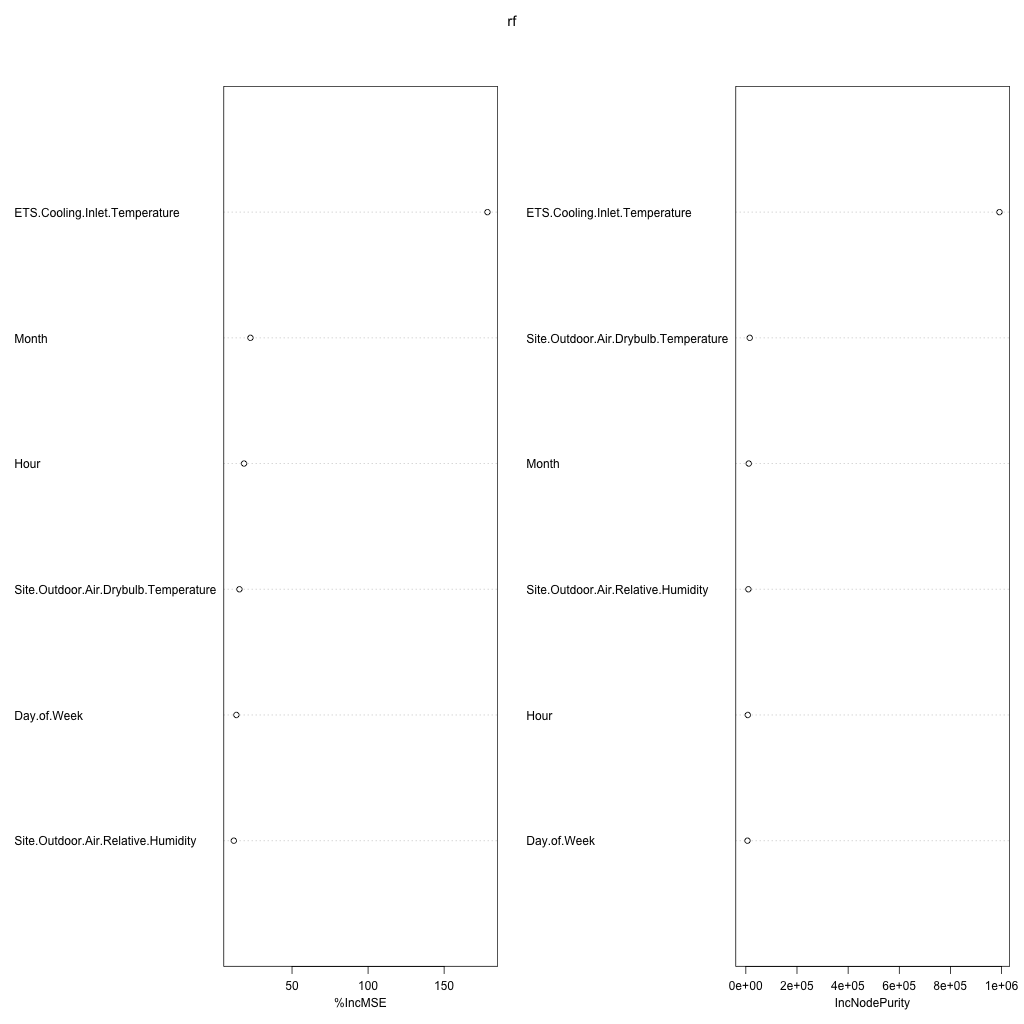 rf
ETS.Cooling.Inlet.Temperature
Month
Hour
Site.Outdoor.Air.Drybulb.Temperature
Day.of.Week
Site.Outdoor.Air.Relative.Humidity
50 100 150
%IncMSE
ETS.Cooling.Inlet.Temperature
Site.Outdoor.Air.Drybulb.Temperature
Month
Site.Outdoor.Air.Relative.Humidity
Hour
Day.of.Week
0e+00 2e+05 4e+05 6e+05 8e+05 1e+06
IncNodePurity